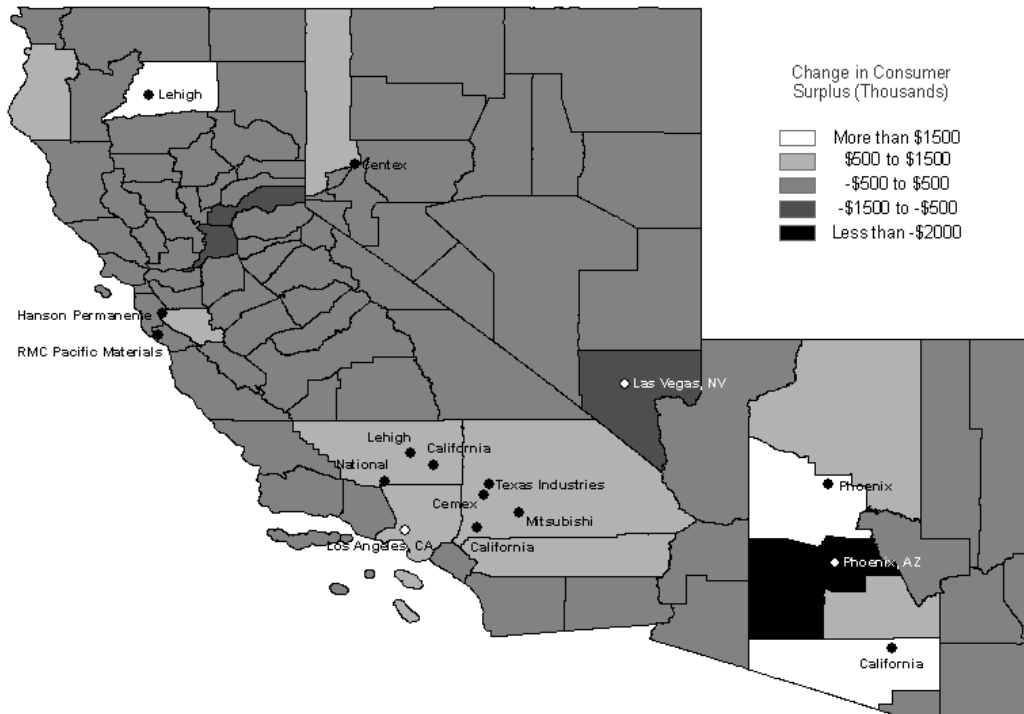 Change in Consumer
Surplus (Thousands)
More than $1500
$500 to $1500
-$500 to $500
-$1500 to -$500
Less than -$2000
Lehigh
Centex
Hanson Permanente
RMC Pacific Materials
Las Vegas, NV
Lehigh
California
National
Texas Industries
Cemex
Mitsubishi
Los Angeles, CA
California
Phoenix
Phoenix, AZ
California